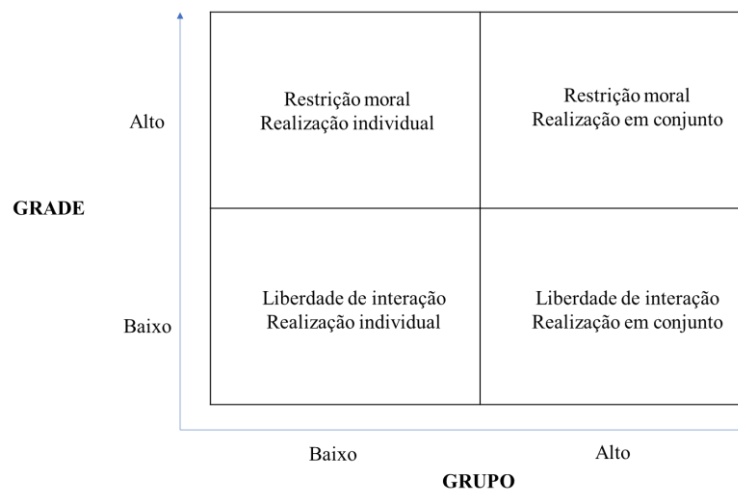 Alto
Restrição moral
Realização individual
Restrição moral
Realização em conjunto
GRADE
Baixo
Liberdade de interação
Realização individual
Liberdade de interação
Realização em conjunto
Baixo
Alto
GRUPO